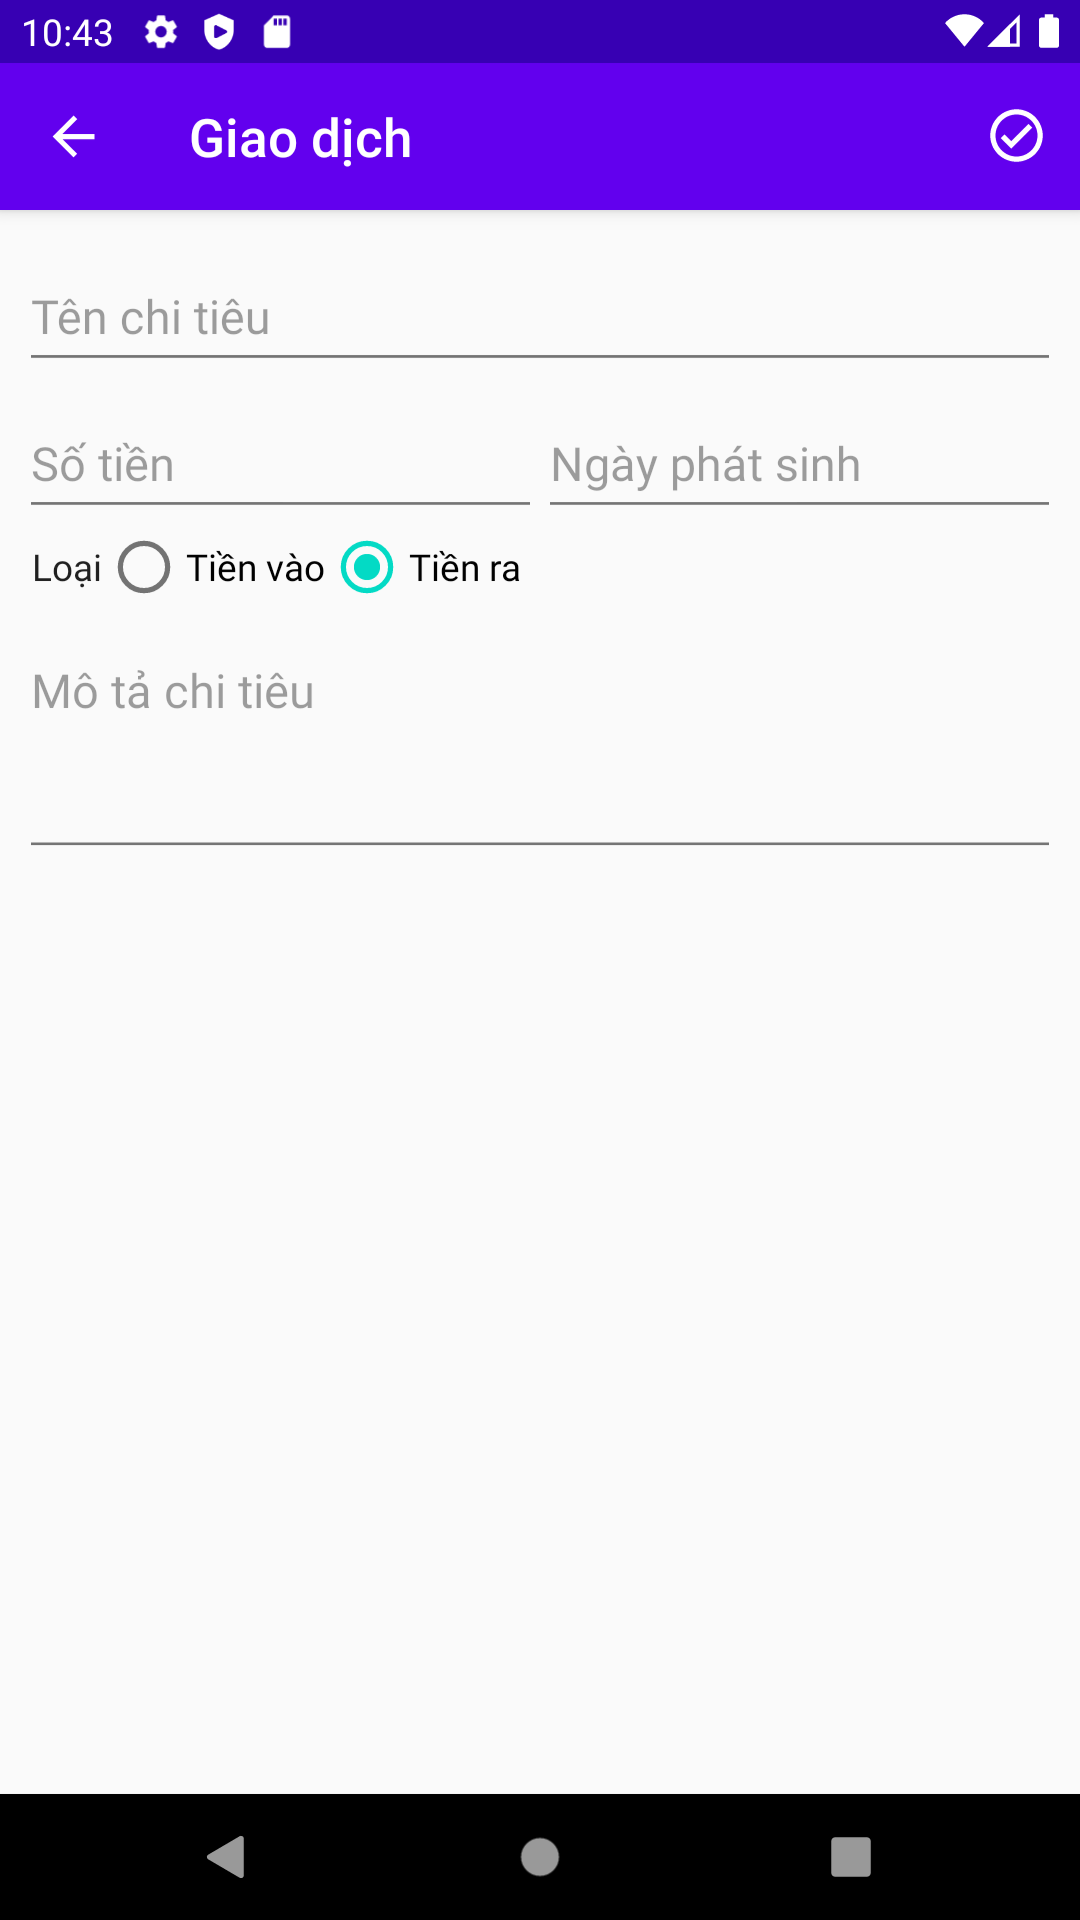 10:43
Giao dịch
Tên chi tiêu
Số tiền Ngày phát sinh
Loại Tiền vào Tiền ra
Mô tả chi tiêu